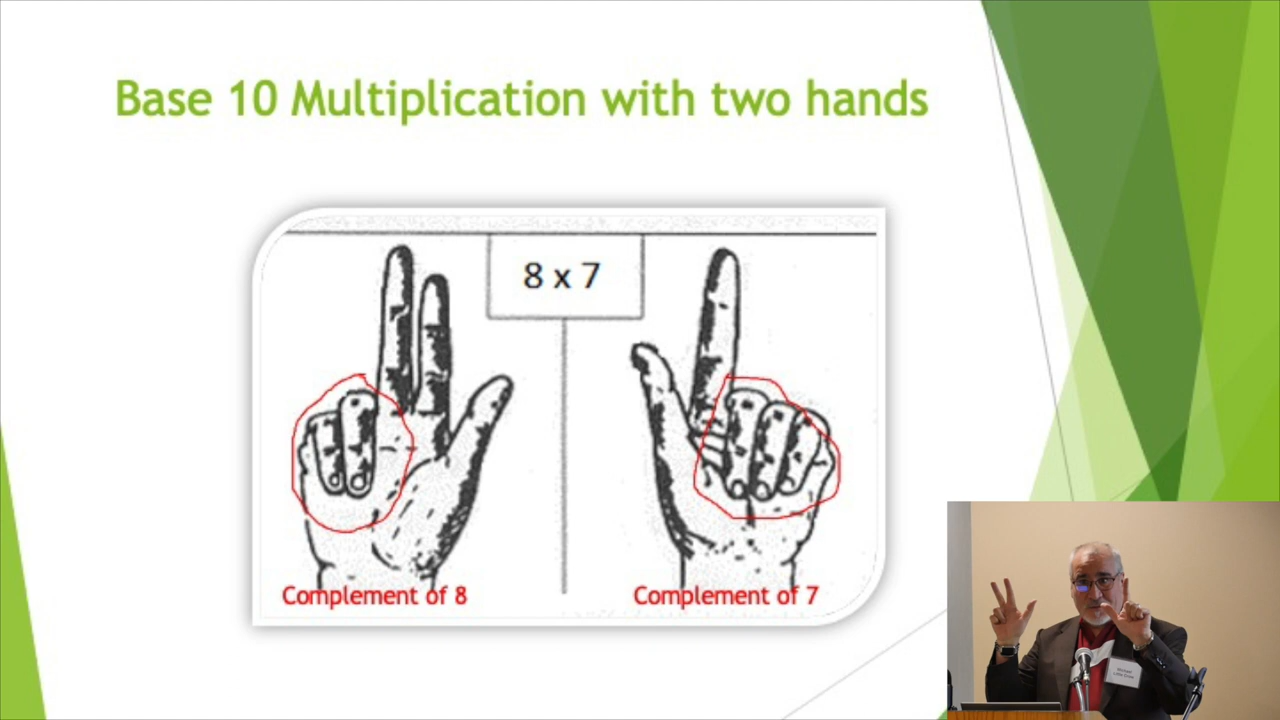 Base 10 Multiplication with two hands
8 x 7
Complement of 8
Complement of 7